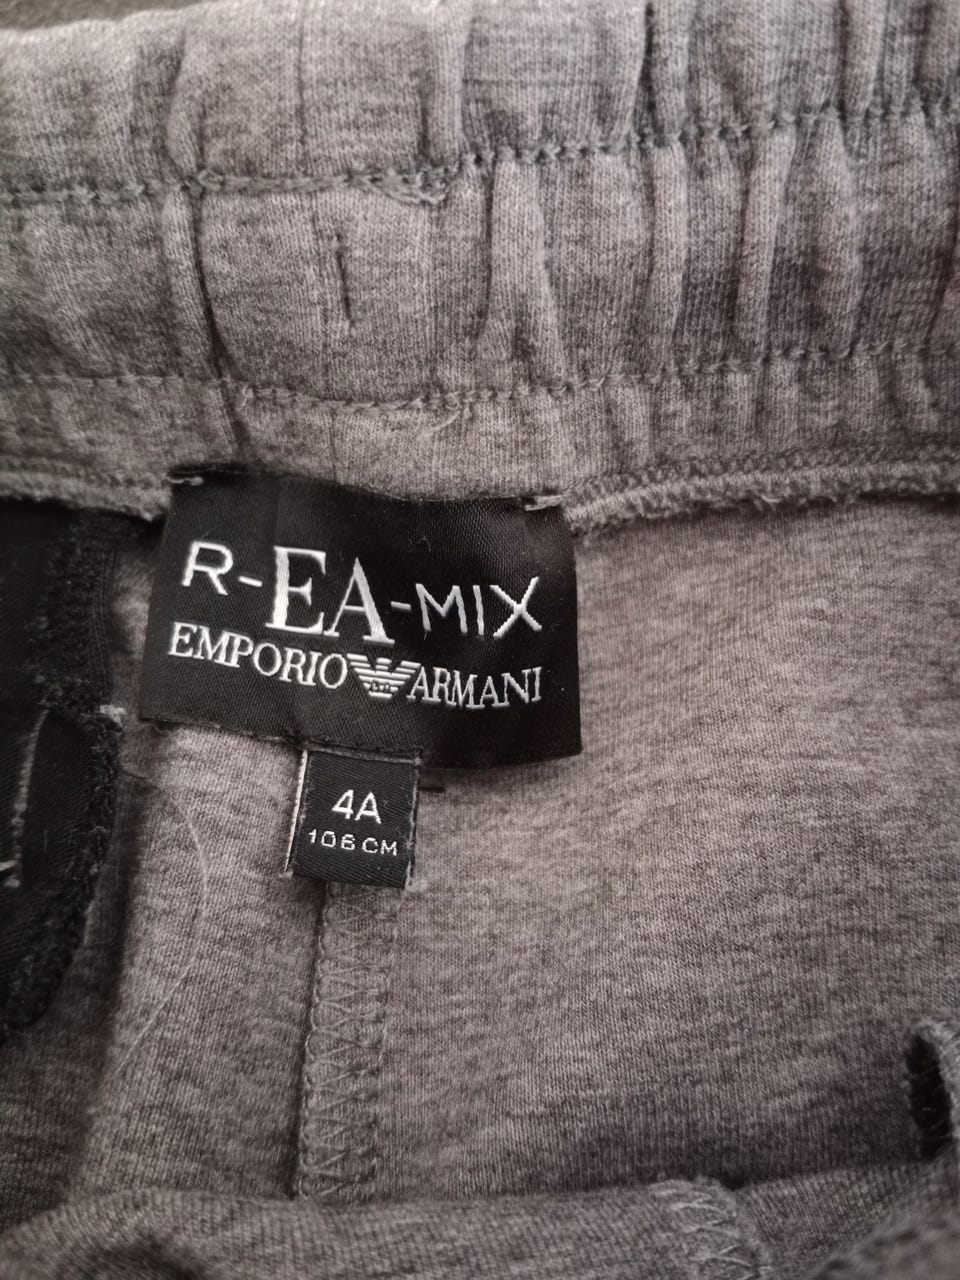 R-EA-MIX
EMPORIO ARMANI
4A
106 CM